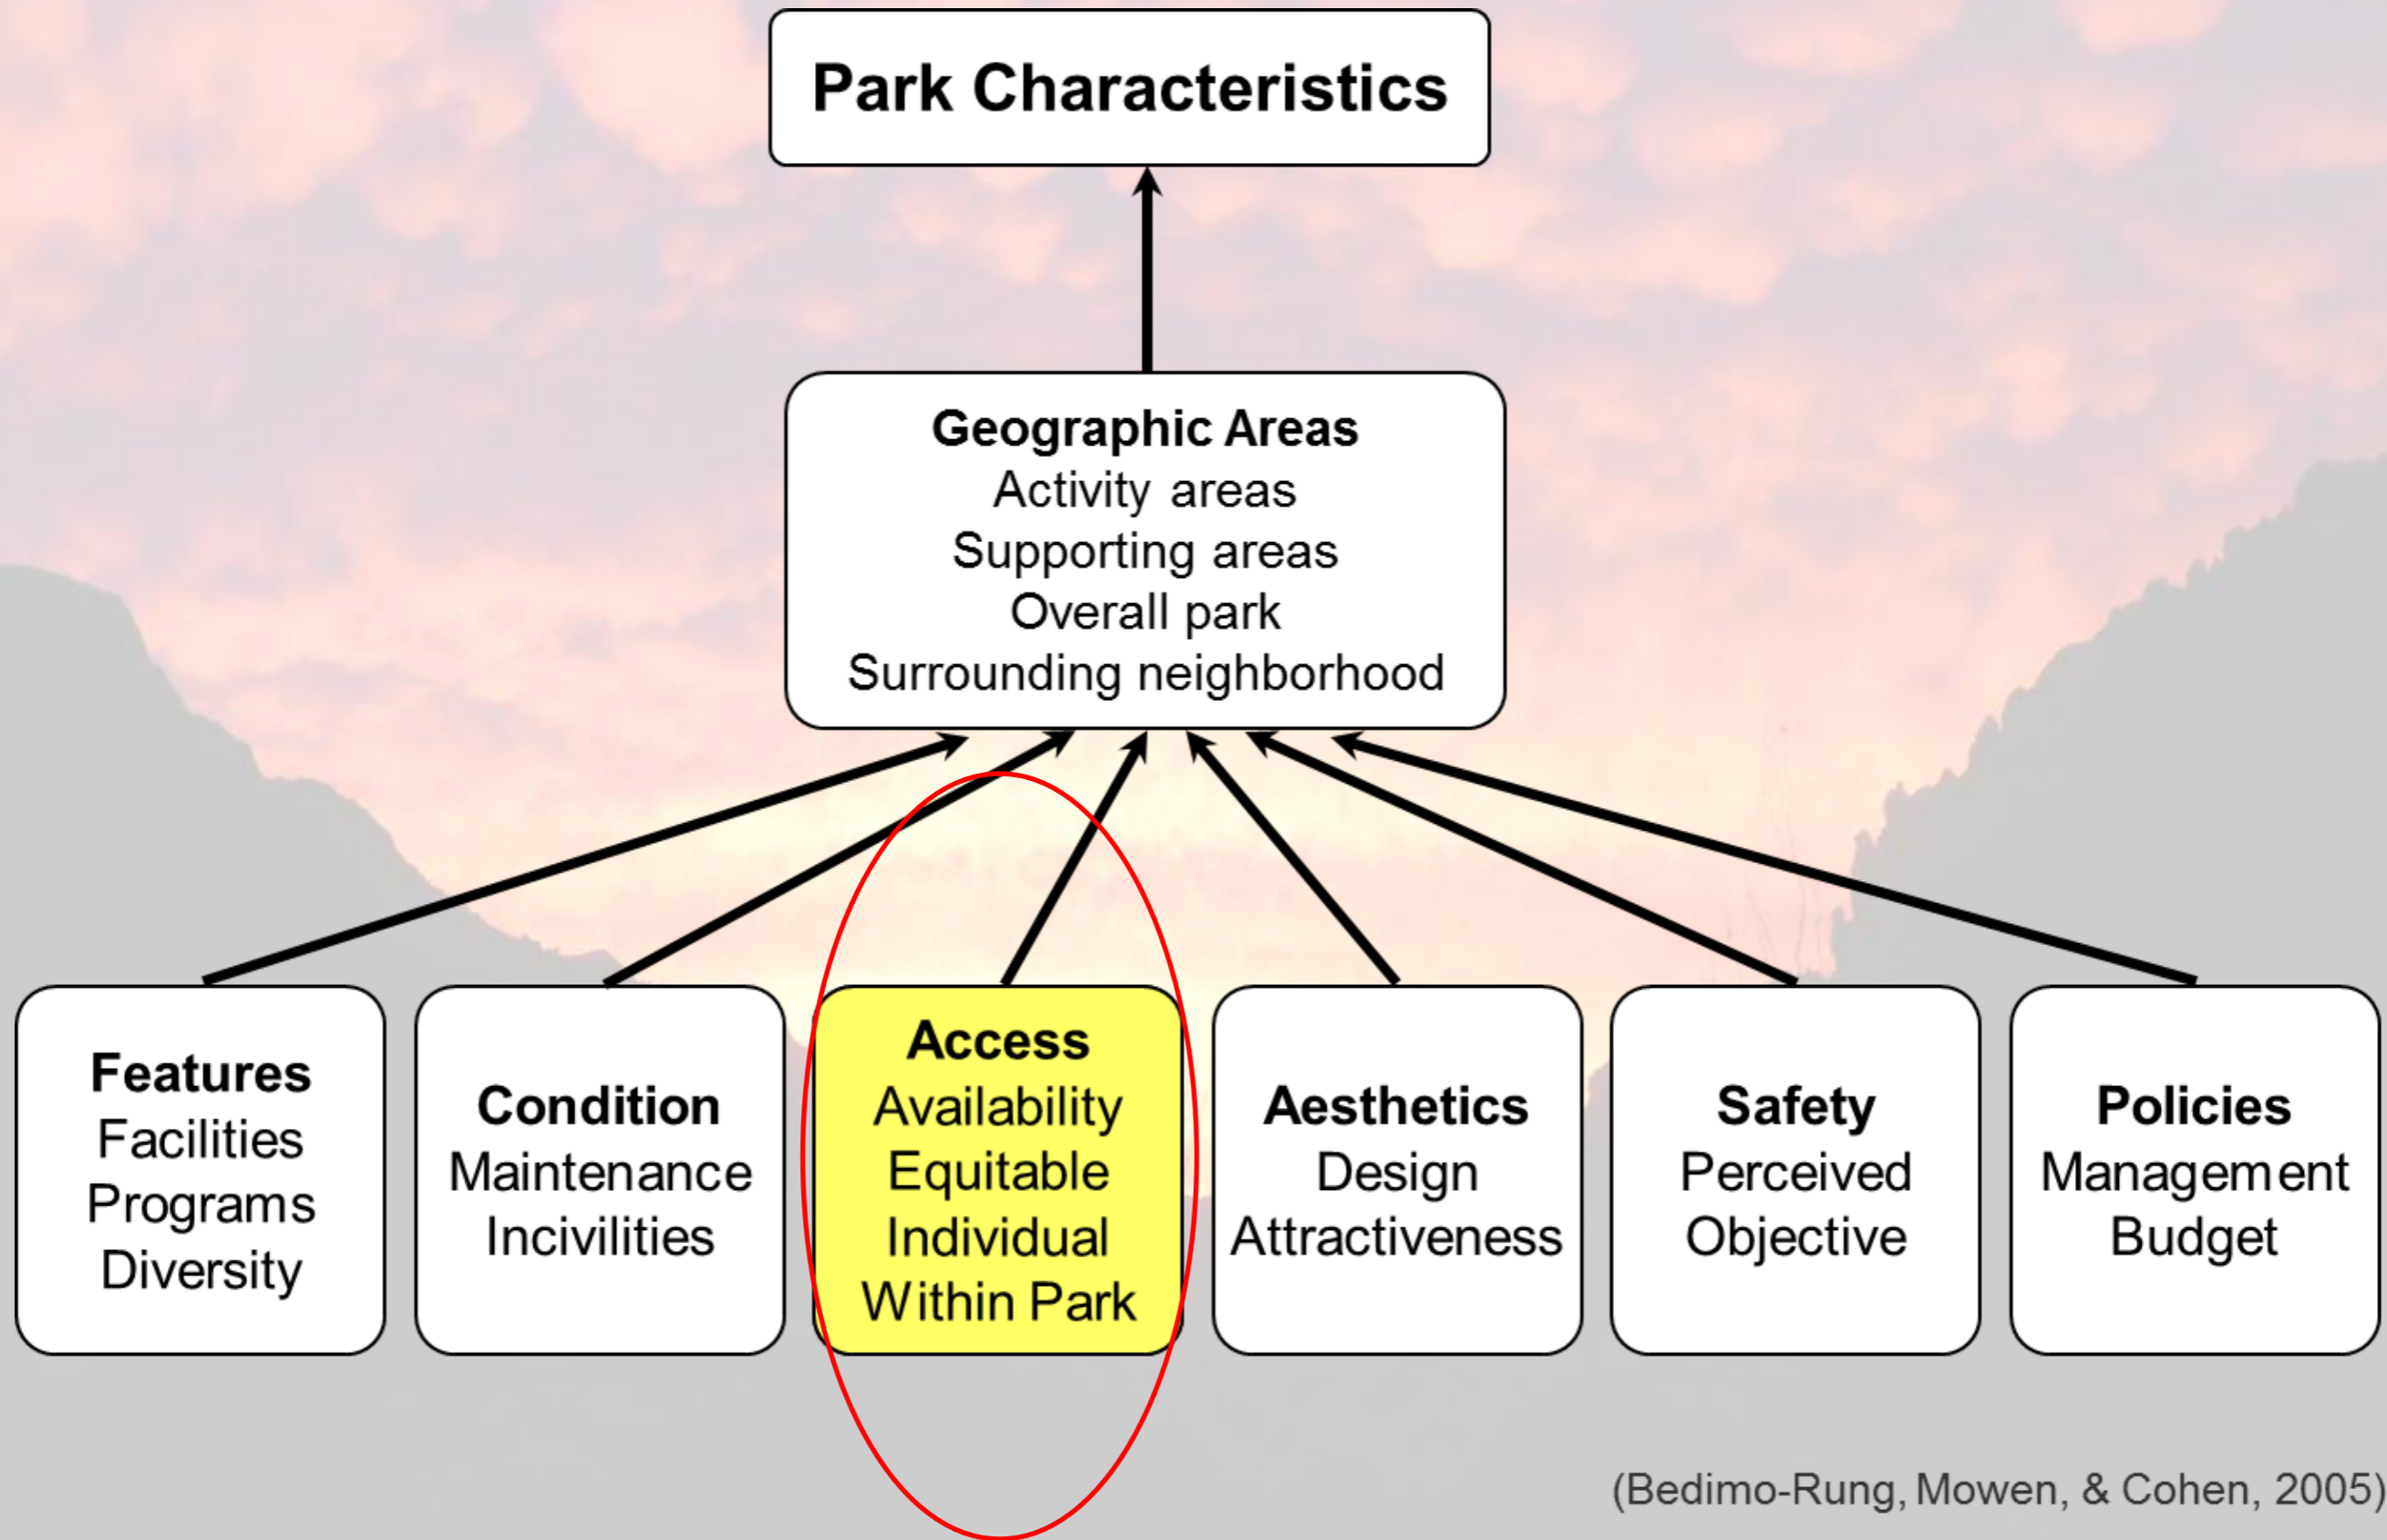 Park Characteristics
Geographic Areas
Activity areas
Supporting areas
Overall park
Surrounding neighborhood
Features
Facilities
Programs
Diversity
Condition
Maintenance
Incivilities
Access
Availability
Equitable
Individual
Within Park
Aesthetics
Design
Attractiveness
Safety
Perceived
Objective
Policies
Management
Budget
(Bedimo-Rung, Mowen, & Cohen, 2005)